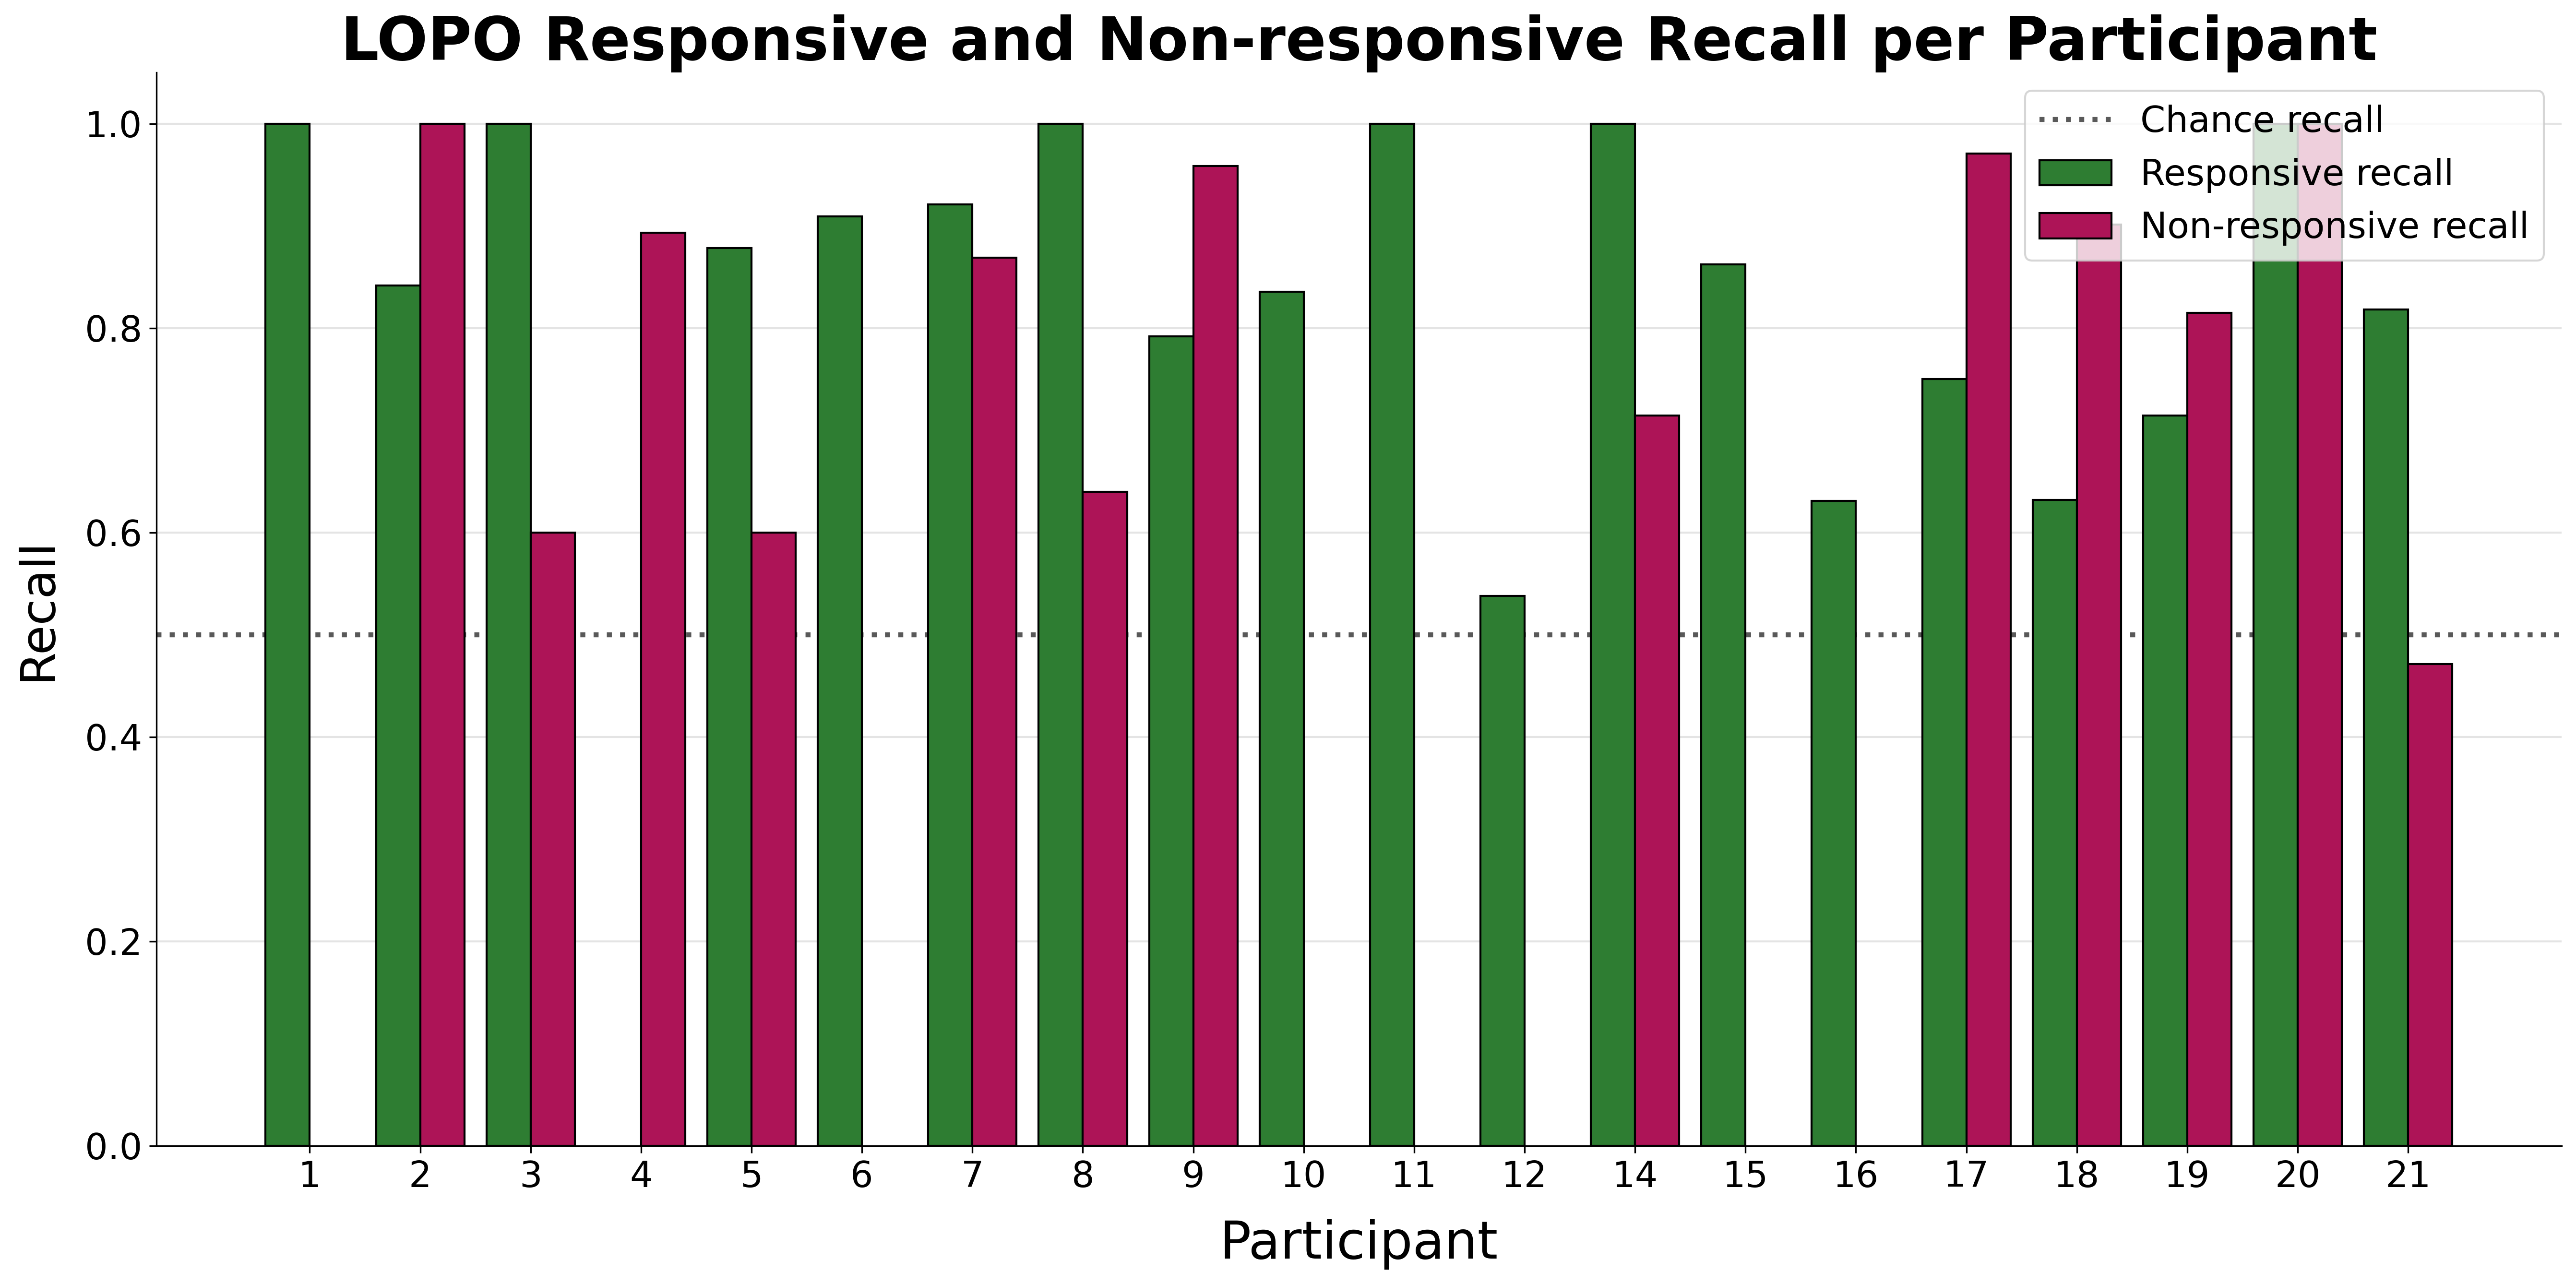 LOPO Responsive and Non-responsive Recall per Participant
Chance recall
Responsive recall
Non-responsive recall
1.0
0.8
0.6
0.4
0.2
0.0
Recall
1 2 3 4 5 6 7 8 9 10 11 12 14 15 16 17 18 19 20 21
Participant